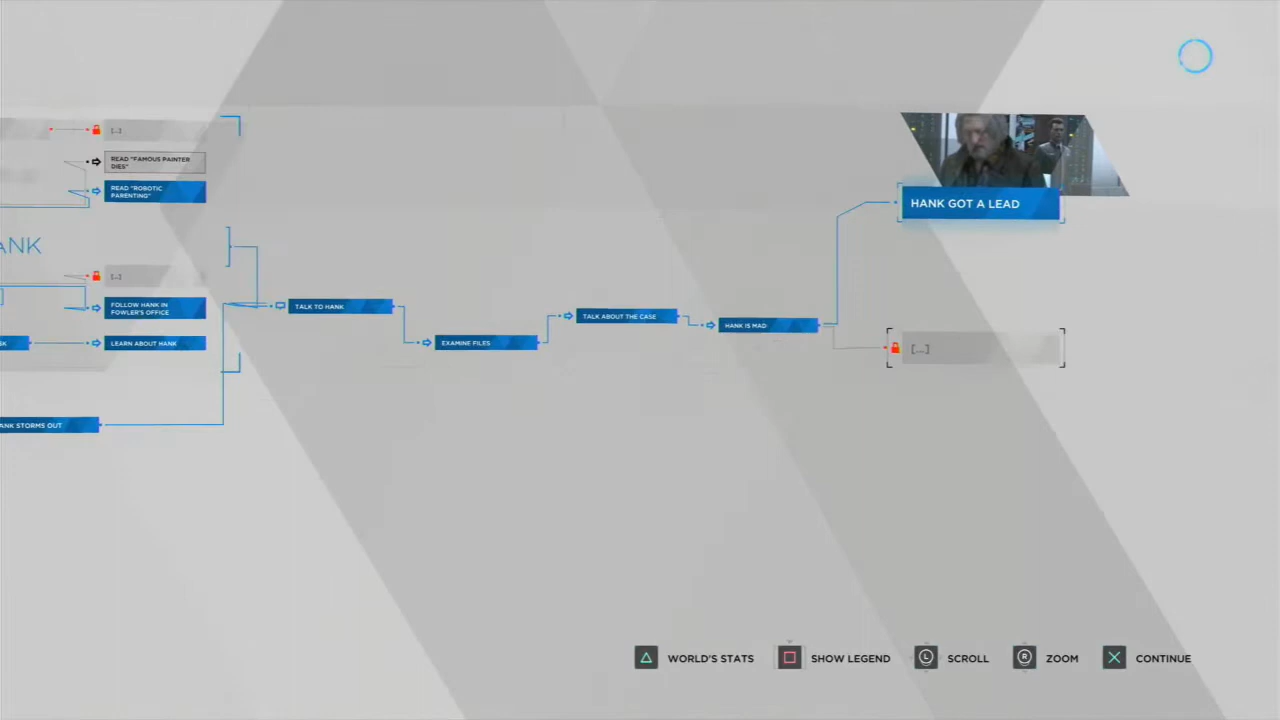 [...]
READ "FAMOUS PAINTER
DIES"
READ "ROBOTIC
PARENTING"
HANK GOT A LEAD
ANK
[...]
FOLLOW HANK IN
FOWLER'S OFFICE
TALK TO HANK
TALK ABOUT THE CASE
HANK IS MAD
SK
LEARN ABOUT HANK
EXAMINE FILES
[...]
ANK STORMS OUT
WORLD'S STATS
SHOW LEGEND
L
SCROLL
R
ZOOM
CONTINUE